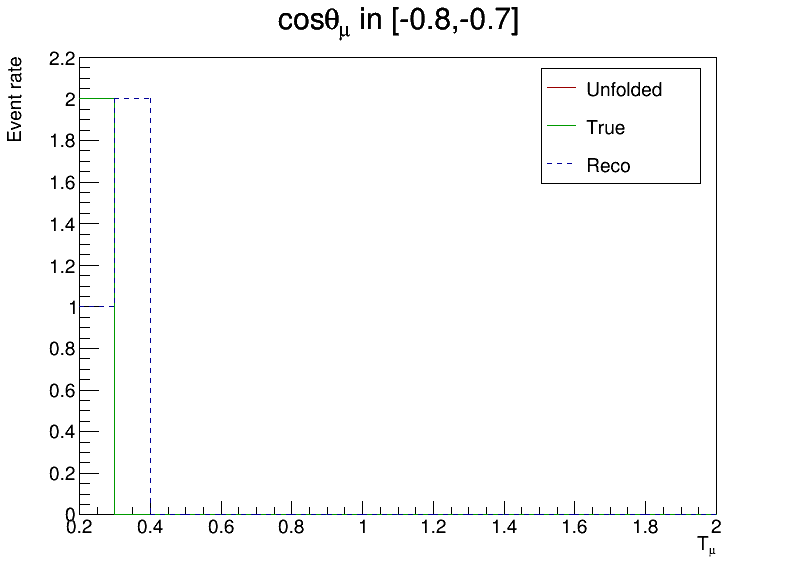 cosθμ in [-0.8,-0.7]
Event rate
2.2
2
1.8
1.6
1.4
1.2
1
0.8
0.6
0.4
0.2
0
Unfolded
True
Reco
0.2 0.4 0.6 0.8 1 1.2 1.4 1.6 1.8 2
Tμ